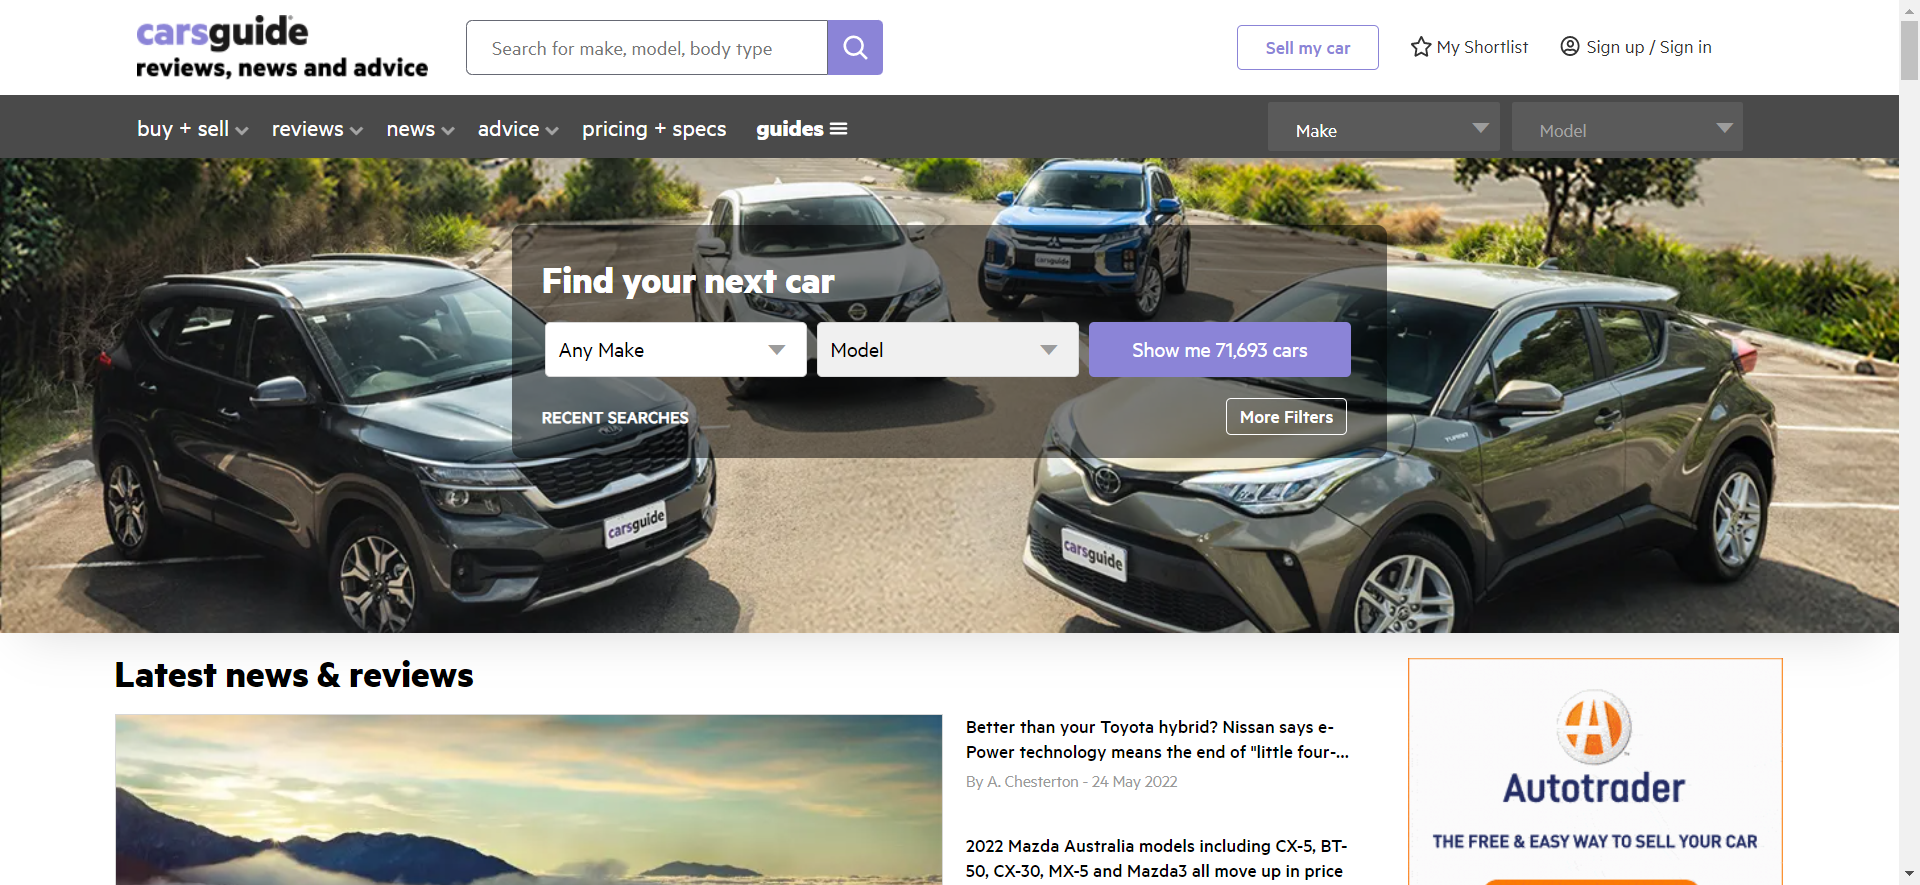 carsguide
reviews, news and advice
Search for make, model, body type
Sell my car
My Shortlist
Sign up / Sign in
buy + sell
reviews
news
advice
pricing + specs
guides
Make
Model
Find your next car
Any Make
Model
Show me 71,693 cars
RECENT SEARCHES
More Filters
carsguide
carsguide
carsguide
Latest news & reviews
Better than your Toyota hybrid? Nissan says e-
Power technology means the end of "little four-...
By A. Chesterton - 24 May 2022
2022 Mazda Australia models including CX-5, BT-
50, CX-30, MX-5 and Mazda3 all move up in price
Autotrader
THE FREE & EASY WAY TO SELL YOUR CAR